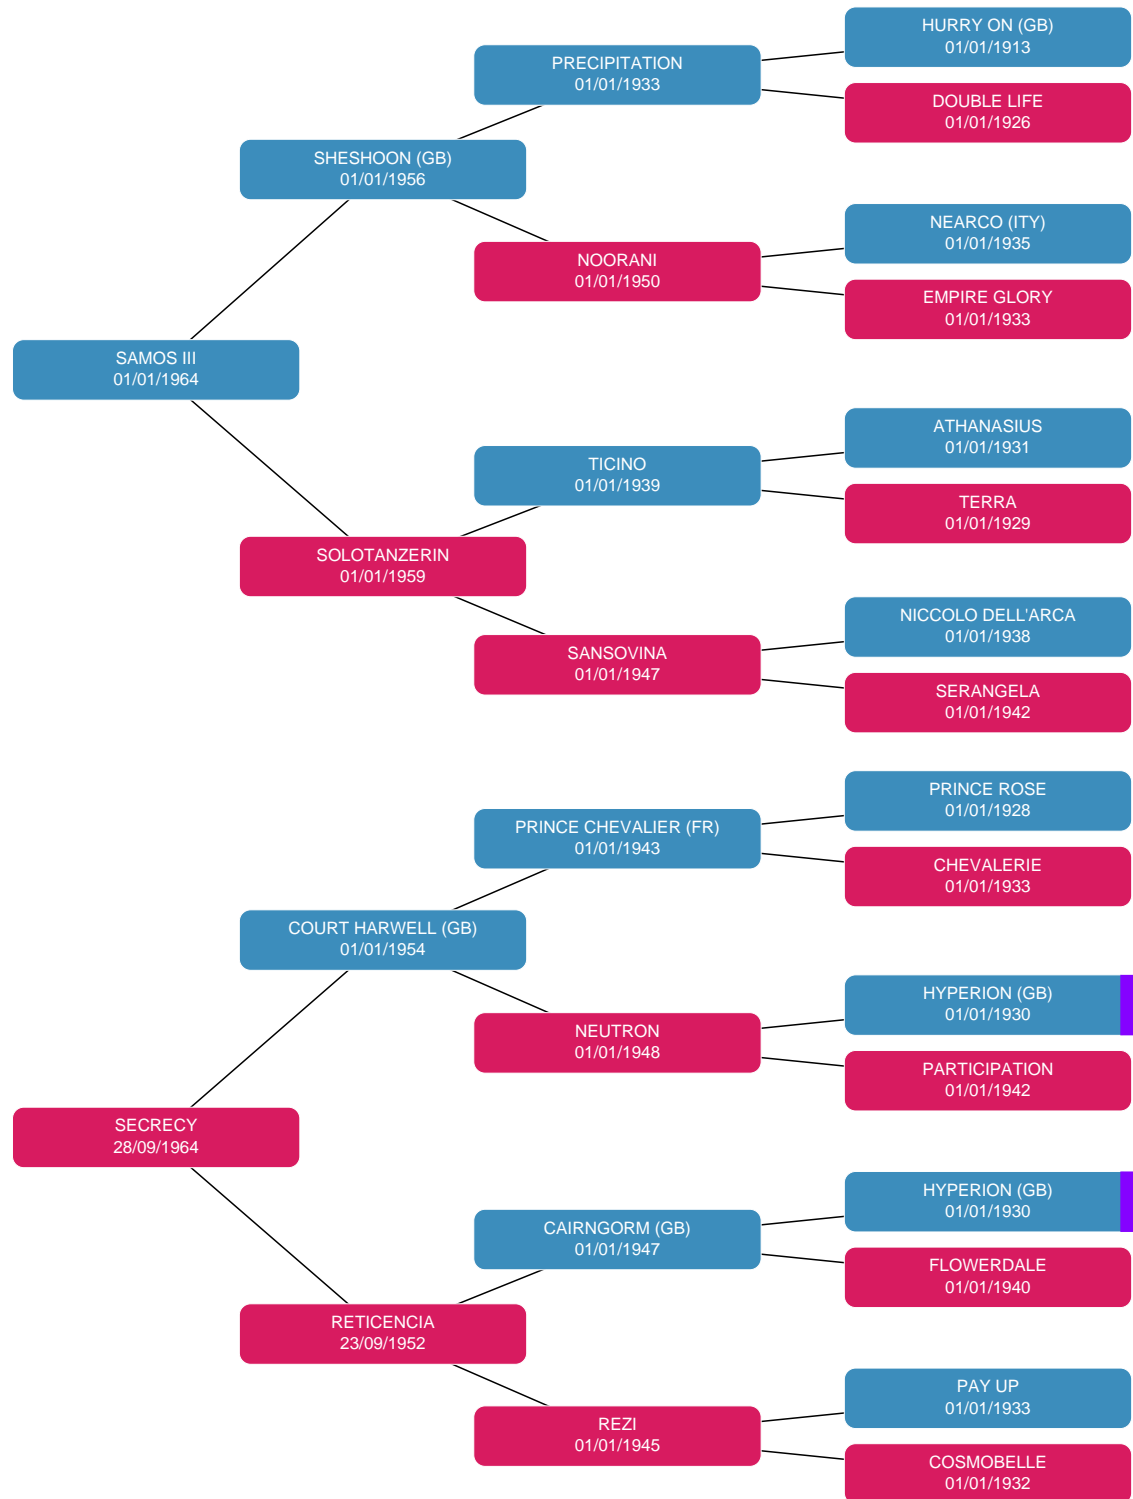 HURRY ON (GB)
01/01/1913
PRECIPITATION
01/01/1933
DOUBLE LIFE
01/01/1926
SHESHOON (GB)
01/01/1956
NEARCO (ITY)
01/01/1935
NOORANI
01/01/1950
EMPIRE GLORY
01/01/1933
SAMOS III
01/01/1964
ATHANASIUS
01/01/1931
TICINO
01/01/1939
TERRA
01/01/1929
SOLOTANZERIN
01/01/1959
NICCOLO DELL'ARCA
01/01/1938
SANSOVINA
01/01/1947
SERANGELA
01/01/1942
PRINCE ROSE
01/01/1928
PRINCE CHEVALIER (FR)
01/01/1943
CHEVALERIE
01/01/1933
COURT HARWELL (GB)
01/01/1954
HYPERION (GB)
01/01/1930
NEUTRON
01/01/1948
PARTICIPATION
01/01/1942
SECRECY
28/09/1964
HYPERION (GB)
01/01/1930
CAIRNGORM (GB)
01/01/1947
FLOWERDALE
01/01/1940
RETICENCIA
23/09/1952
PAY UP
01/01/1933
REZI
01/01/1945
COSMOBELLE
01/01/1932